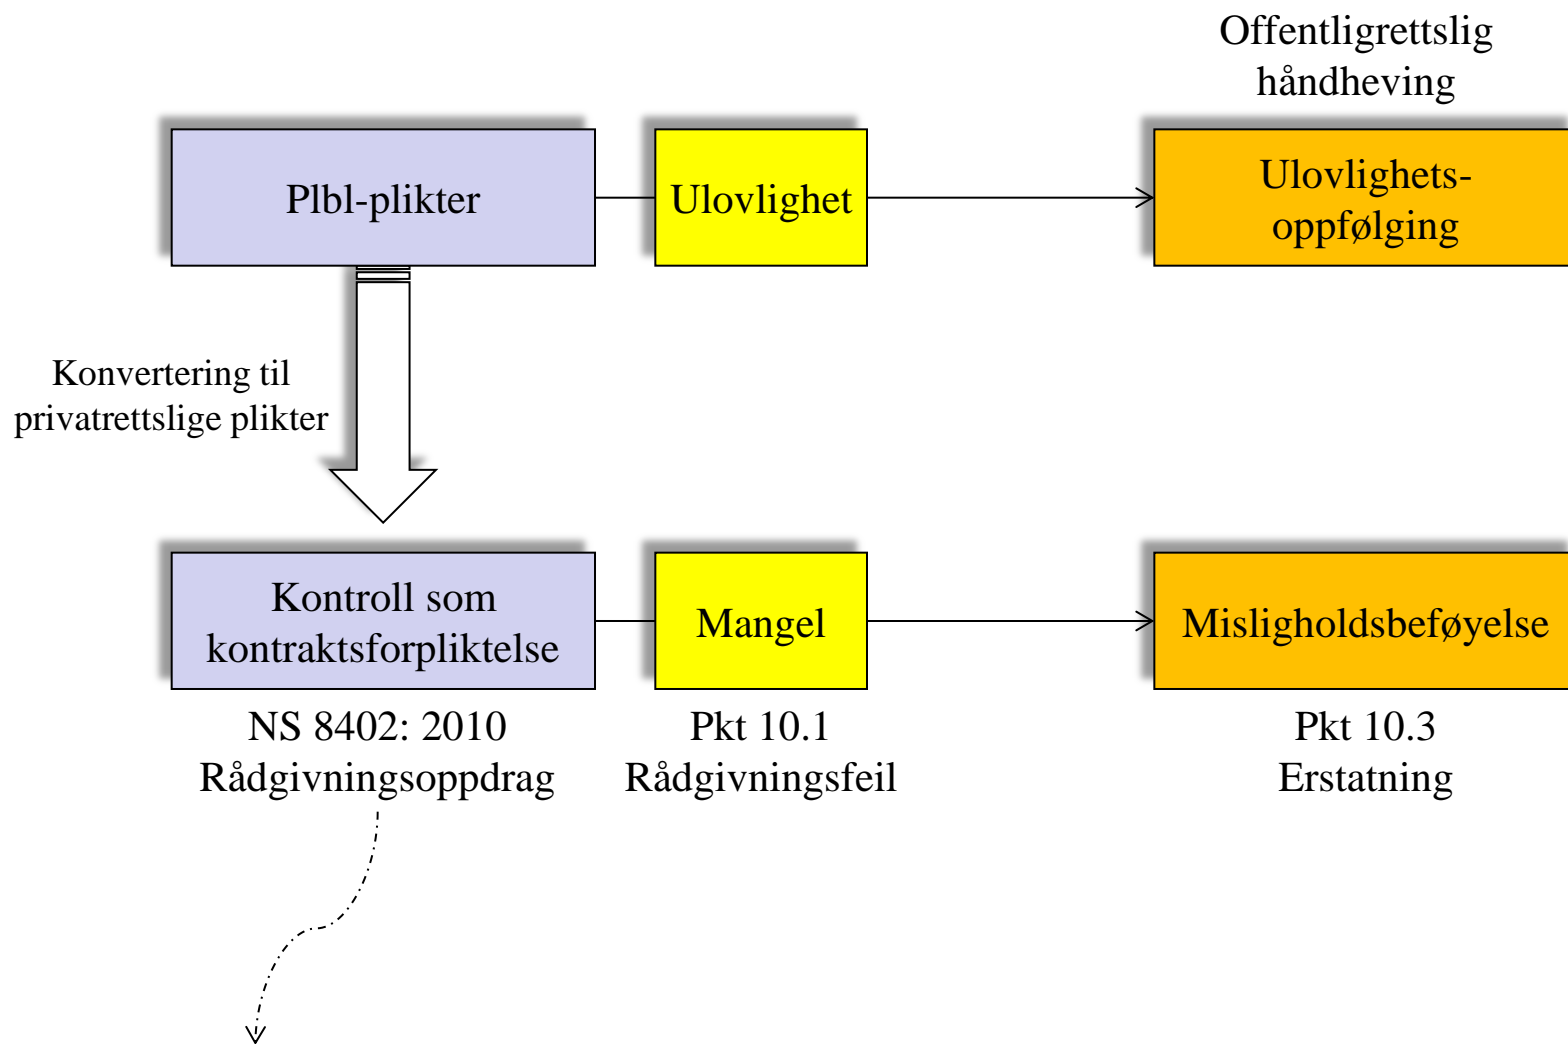 Offentligrettslig
håndheving
Plbl-plikter
Ulovlighet
Ulovlighets-
oppfølging
Konvertering til
privatrettslige plikter
Kontroll som
kontraktsforpliktelse
Mangel
Misligholdsbeføyelse
NS 8402: 2010
Rådgivningsoppdrag
Pkt 10.1
Rådgivningsfeil
Pkt 10.3
Erstatning